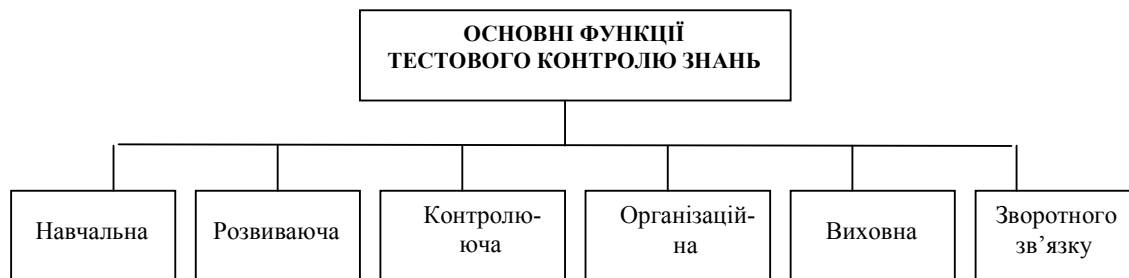 ОСНОВНІ ФУНКЦІЇ
ТЕСТОВОГО КОНТРОЛЮ ЗНАНЬ
Навчальна
Розвиваюча
Контролю-
юча
Організацій-
на
Виховна
Зворотного
зв’язку